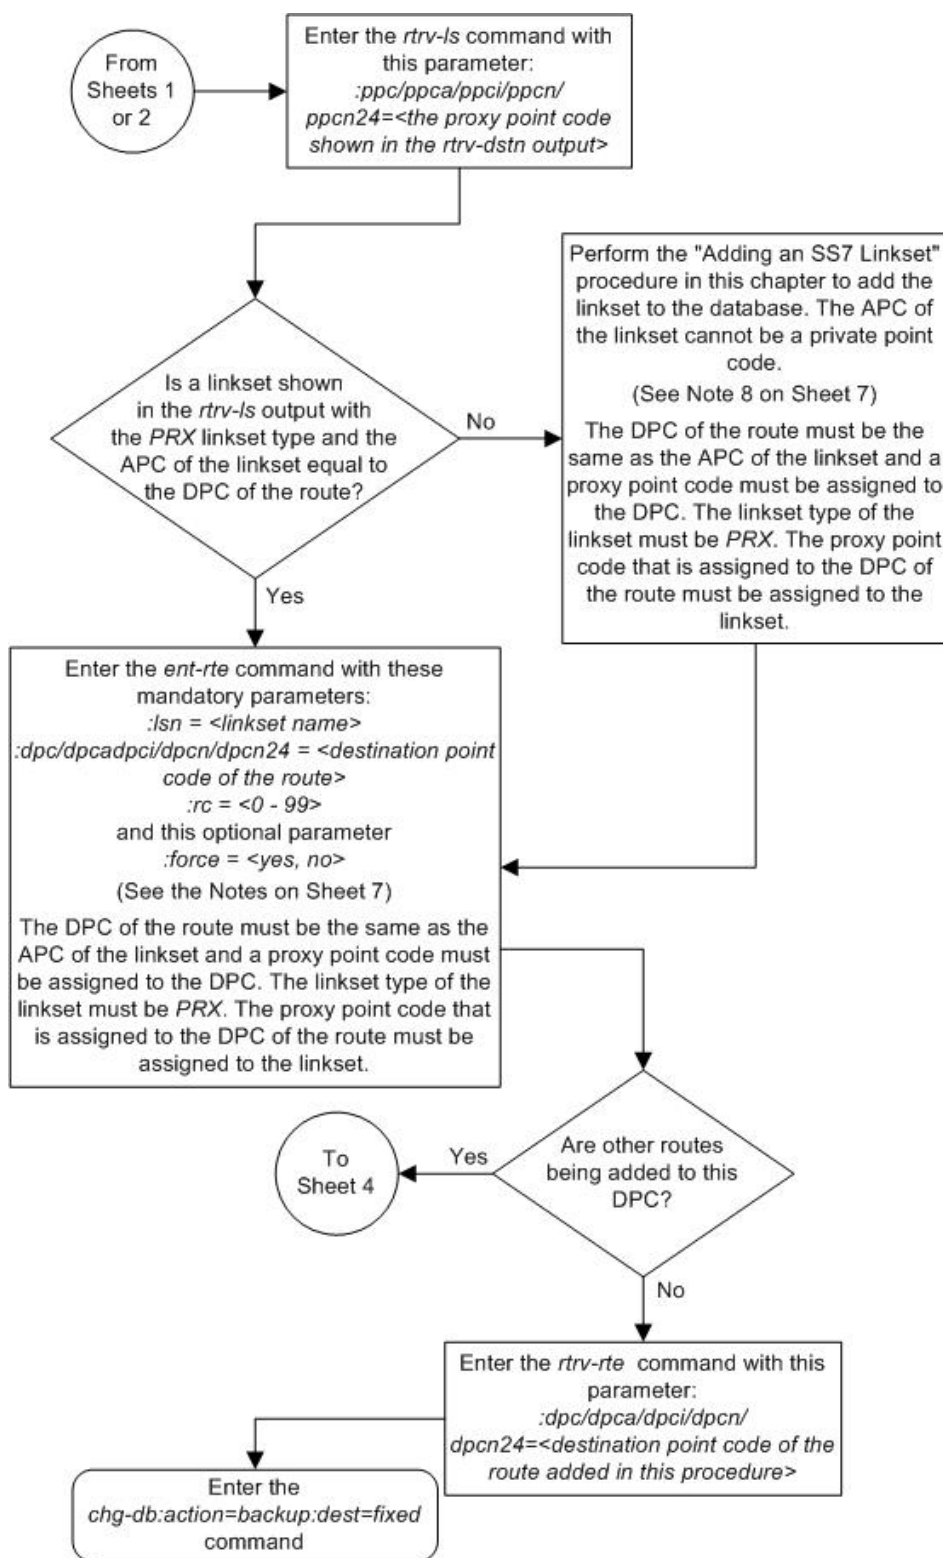 From
Sheets 1
or 2
Enter the rtrv-ls command with
this parameter:
:ppc/ppca/ppci/ppcn/
ppcn24=<the proxy point code
shown in the rtrv-dstn output>
Is a linkset shown
in the rtrv-ls output with
the PRX linkset type and the
APC of the linkset equal to
the DPC of the route?
No
Perform the "Adding an SS7 Linkset"
procedure in this chapter to add the
linkset to the database. The APC of
the linkset cannot be a private point
code.
(See Note 8 on Sheet 7)
The DPC of the route must be the
same as the APC of the linkset and a
proxy point code must be assigned to
the DPC. The linkset type of the
linkset must be PRX. The proxy point
code that is assigned to the DPC of
the route must be assigned to the
linkset.
Yes
Enter the ent-rte command with these
mandatory parameters:
:lsn = <linkset name>
:dpc/dpcadpci/dpcn/dpcn24 = <destination point
code of the route>
:rc = <0 - 99>
and this optional parameter
:force = <yes, no>
(See the Notes on Sheet 7)
The DPC of the route must be the same as the
APC of the linkset and a proxy point code must
be assigned to the DPC. The linkset type of the
linkset must be PRX. The proxy point code that
is assigned to the DPC of the route must be
assigned to the linkset.
Are other routes
being added to this
DPC?
Yes
To
Sheet 4
No
Enter the rtrv-rte command with this
parameter:
:dpc/dpca/dpci/dpcn/
dpcn24=<destination point code of the
route added in this procedure>
Enter the
chg-db:action=backup:dest=fixed
command